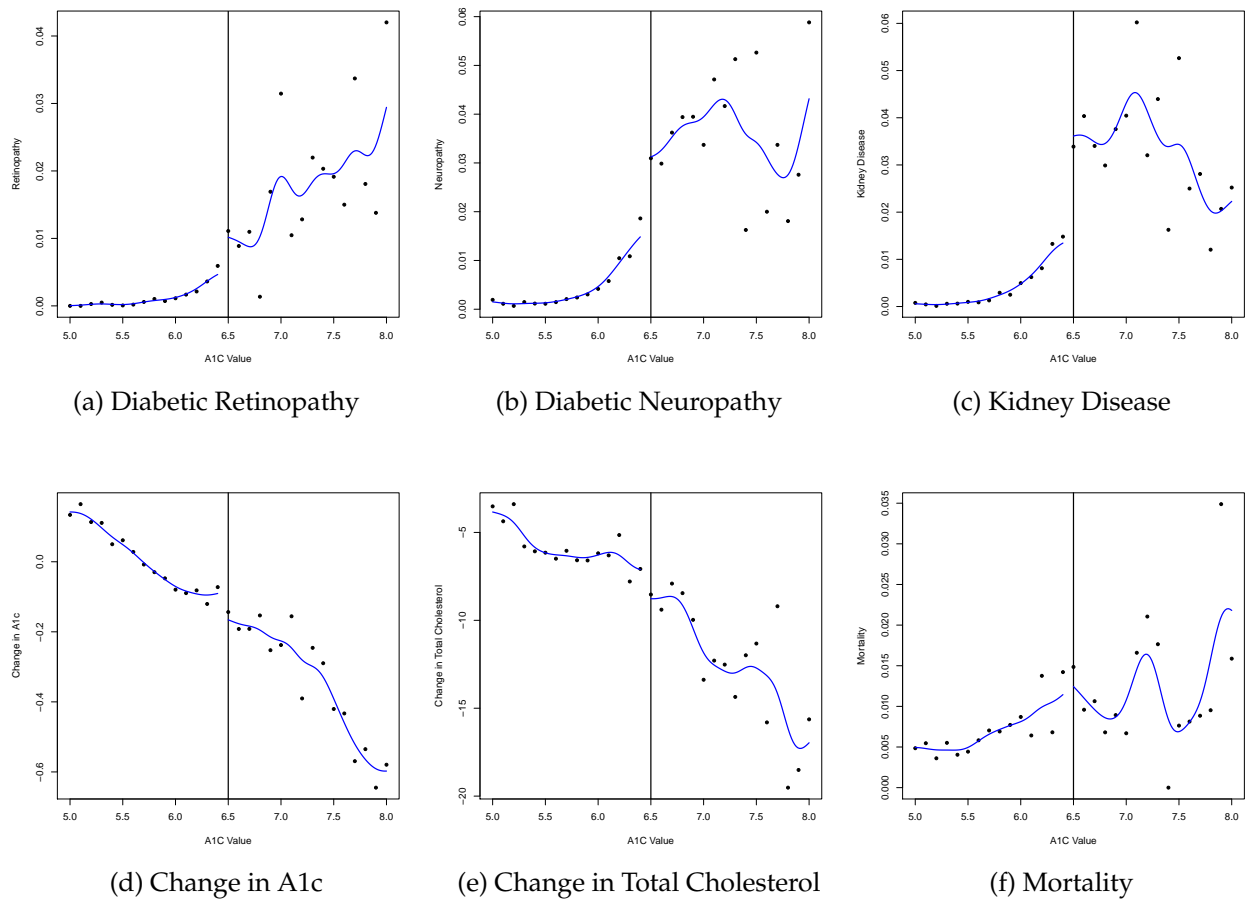 0.04
0.03
0.02
0.01
0.00
Retinopathy
5.0 5.5 6.0 6.5 7.0 7.5 8.0
A1C Value
(a) Diabetic Retinopathy
0.06
0.05
0.04
0.03
0.02
0.01
0.00
Neuropathy
5.0 5.5 6.0 6.5 7.0 7.5 8.0
A1C Value
(b) Diabetic Neuropathy
0.06
0.05
0.04
0.03
0.02
0.01
0.00
Kidney Disease
5.0 5.5 6.0 6.5 7.0 7.5 8.0
A1C Value
(c) Kidney Disease
0.0
−0.2
−0.4
−0.6
Change in A1c
5.0 5.5 6.0 6.5 7.0 7.5 8.0
A1C Value
(d) Change in A1c
−5
−10
−15
−20
Change in Total Cholesterol
5.0 5.5 6.0 6.5 7.0 7.5 8.0
A1C Value
(e) Change in Total Cholesterol
0.035
0.030
0.025
0.020
0.015
0.010
0.005
0.000
Mortality
5.0 5.5 6.0 6.5 7.0 7.5 8.0
A1C Value
(f) Mortality